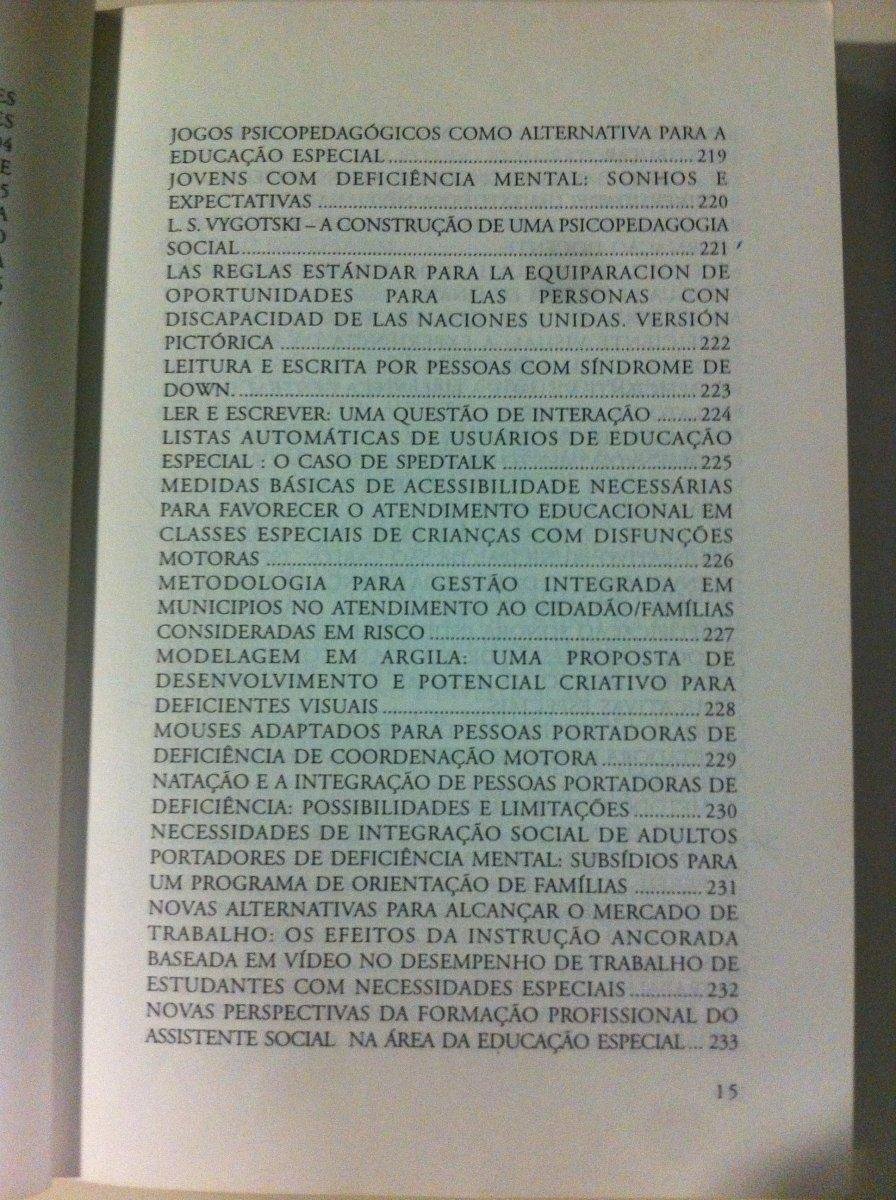 ES
ES
94
E
5
A
O
A
S
JOGOS PSICOPEDAGÓGICOS COMO ALTERNATIVA PARA A
EDUCAÇÃO ESPECIAL ................................................ 219
JOVENS COM DEFICIÊNCIA MENTAL: SONHOS E
EXPECTATIVAS ........................................................... 220
L. S. VYGOTSKI – A CONSTRUÇÃO DE UMA PSICOPEDAGOGIA
SOCIAL ...................................................................... 221
LAS REGLAS ESTÁNDAR PARA LA EQUIPARACION DE
OPORTUNIDADES PARA LAS PERSONAS CON
DISCAPACIDAD DE LAS NACIONES UNIDAS. VERSIÓN
PICTÓRICA ................................................................ 222
LEITURA E ESCRITA POR PESSOAS COM SÍNDROME DE
DOWN. ...................................................................... 223
LER E ESCREVER: UMA QUESTÃO DE INTERAÇÃO ........ 224
LISTAS AUTOMÁTICAS DE USUÁRIOS DE EDUCAÇÃO
ESPECIAL : O CASO DE SPEDTALK .............................. 225
MEDIDAS BÁSICAS DE ACESSIBILIDADE NECESSÁRIAS
PARA FAVORECER O ATENDIMENTO EDUCACIONAL EM
CLASSES ESPECIAIS DE CRIANÇAS COM DISFUNÇÕES
MOTORAS .................................................................. 226
METODOLOGIA PARA GESTÃO INTEGRADA EM
MUNICIPIOS NO ATENDIMENTO AO CIDADÃO/FAMÍLIAS
CONSIDERADAS EM RISCO ......................................... 227
MODELAGEM EM ARGILA: UMA PROPOSTA DE
DESENVOLVIMENTO E POTENCIAL CRIATIVO PARA
DEFICIENTES VISUAIS ................................................. 228
MOUSES ADAPTADOS PARA PESSOAS PORTADORAS DE
DEFICIÊNCIA DE COORDENAÇÃO MOTORA ................ 229
NATAÇÃO E A INTEGRAÇÃO DE PESSOAS PORTADORAS DE
DEFICIÊNCIA: POSSIBILIDADES E LIMITAÇÕES ............ 230
NECESSIDADES DE INTEGRAÇÃO SOCIAL DE ADULTOS
PORTADORES DE DEFICIÊNCIA MENTAL: SUBSÍDIOS PARA
UM PROGRAMA DE ORIENTAÇÃO DE FAMÍLIAS ............ 231
NOVAS ALTERNATIVAS PARA ALCANÇAR O MERCADO DE
TRABALHO: OS EFEITOS DA INSTRUÇÃO ANCORADA
BASEADA EM VÍDEO NO DESEMPENHO DE TRABALHO DE
ESTUDANTES COM NECESSIDADES ESPECIAIS ............. 232
NOVAS PERSPECTIVAS DA FORMAÇÃO PROFISSIONAL DO
ASSISTENTE SOCIAL NA ÁREA DA EDUCAÇÃO ESPECIAL ... 233
15